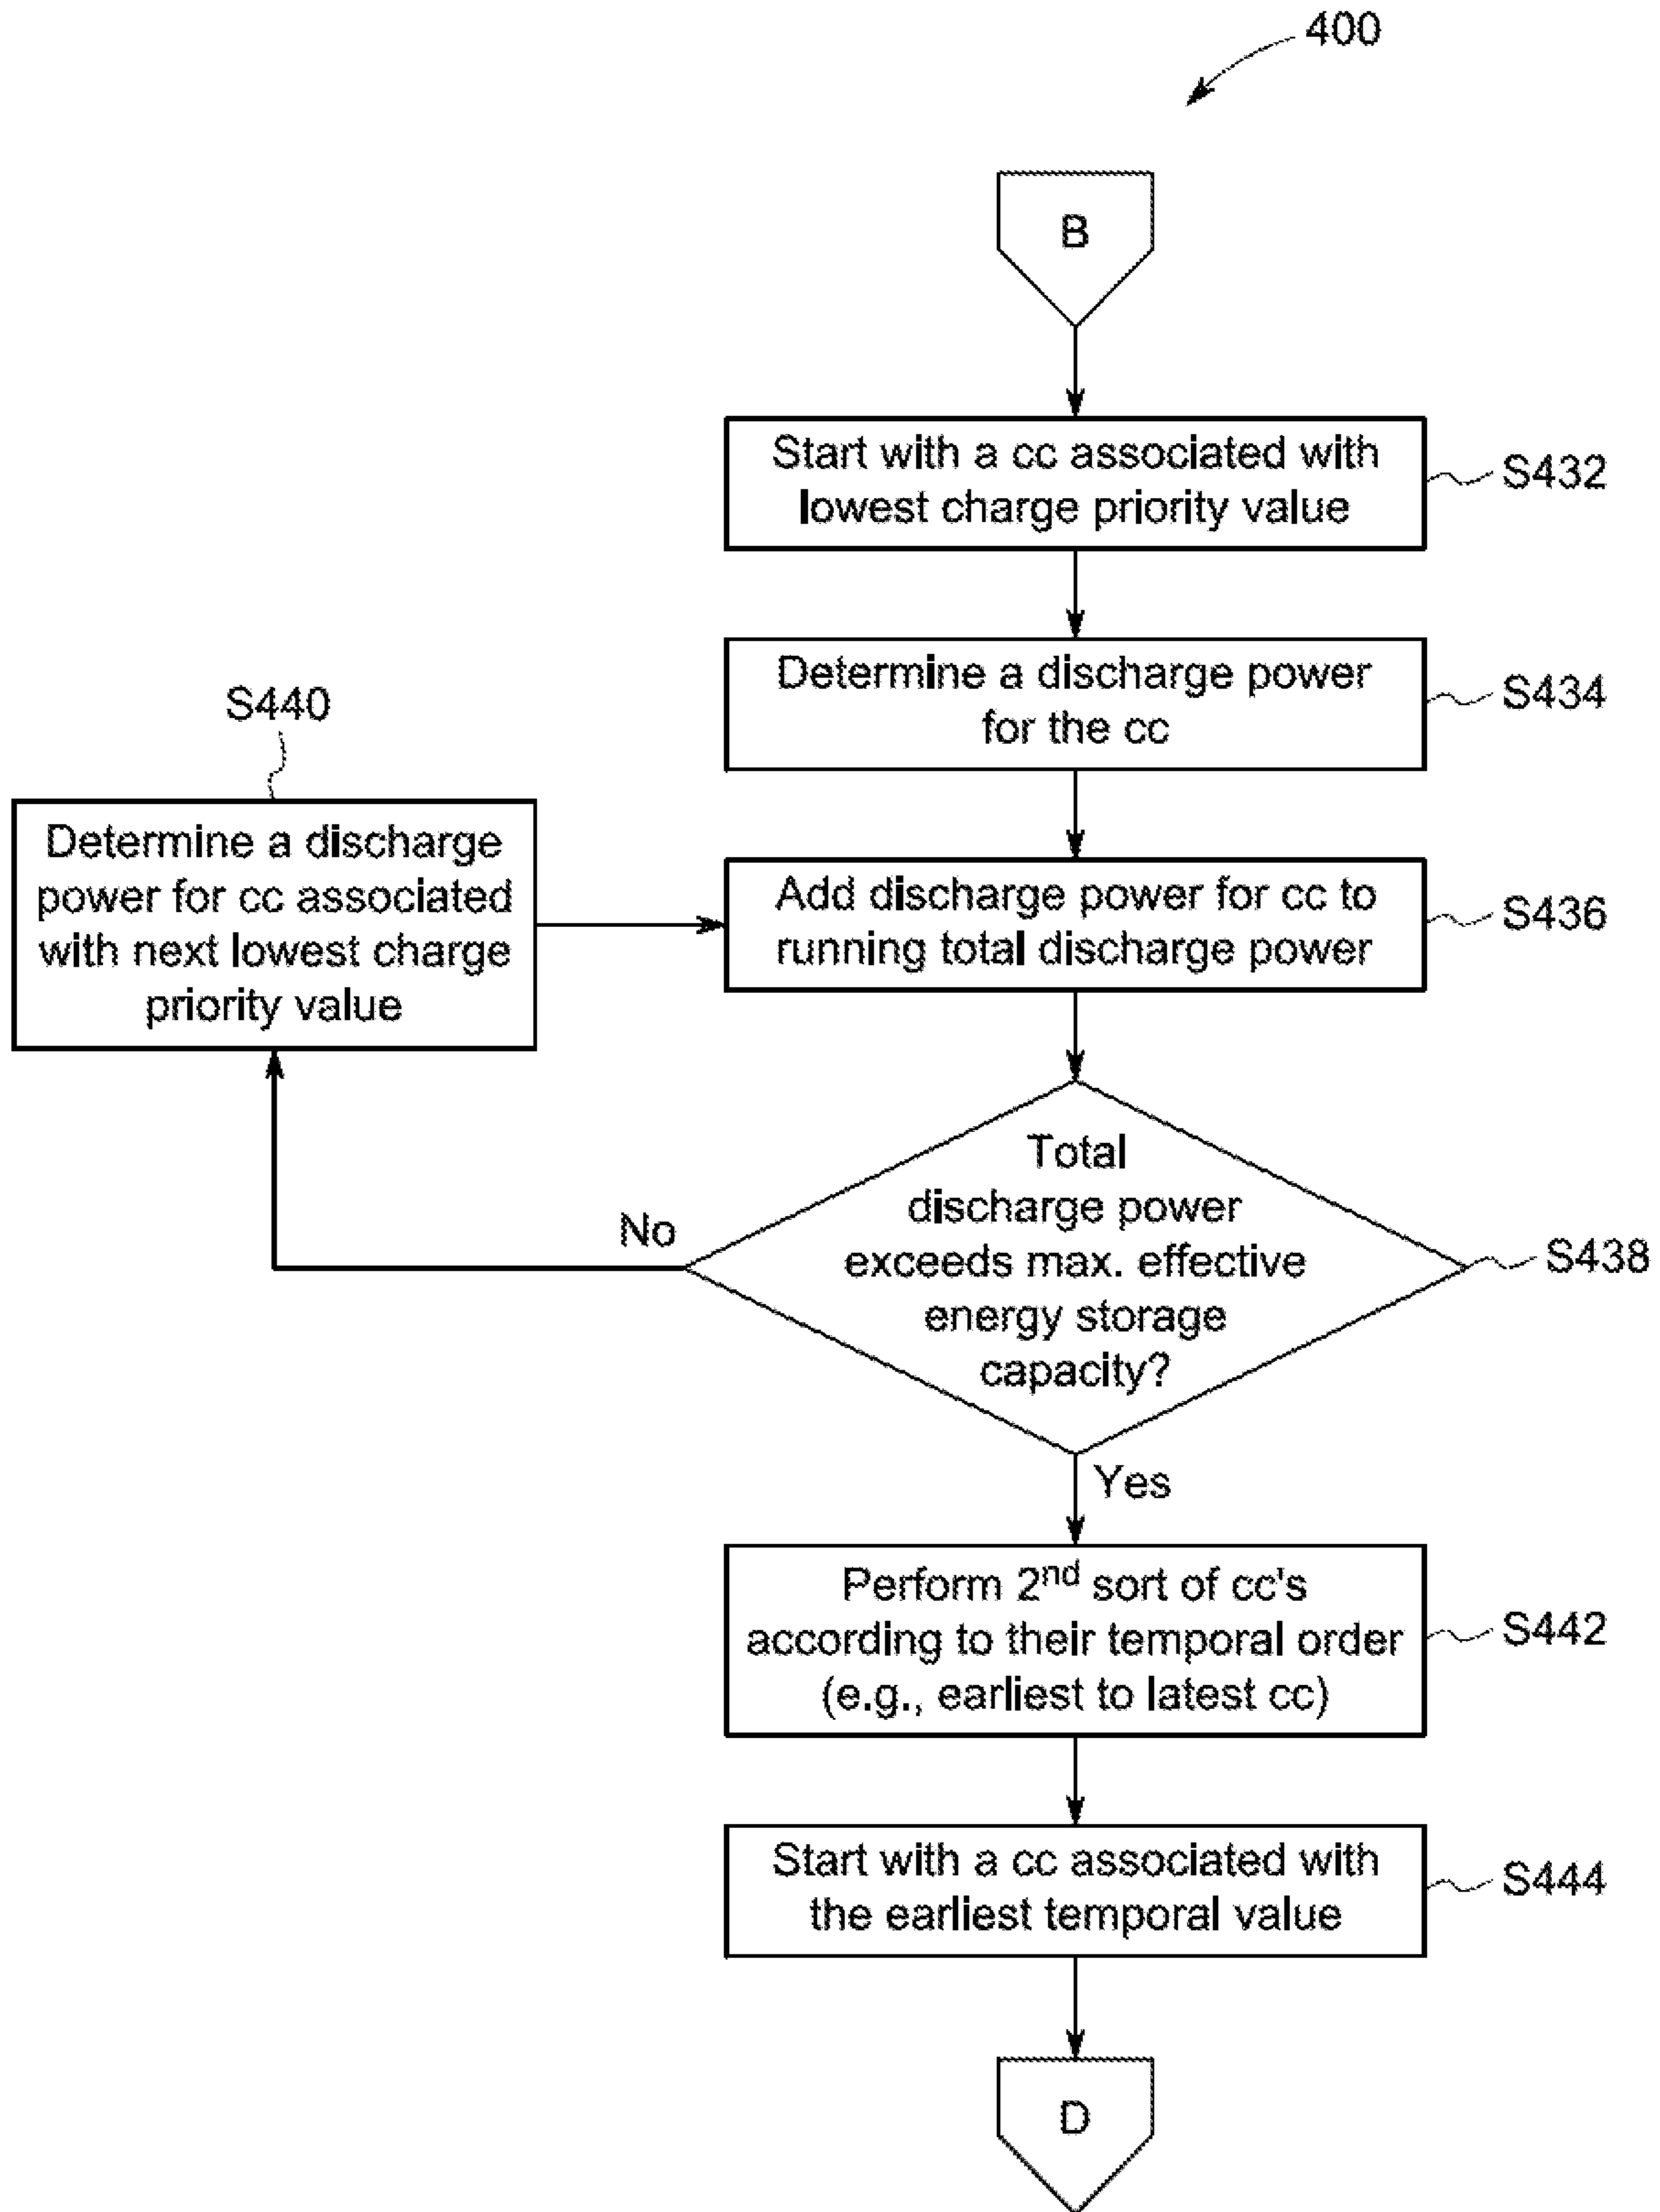 400
B
Start with a cc associated with
lowest charge priority value
S432
Determine a discharge power
for the cc
S434
S440
Determine a discharge
power for cc associated
with next lowest charge
priority value
Add discharge power for cc to
running total discharge power
S436
Total
discharge power
exceeds max. effective
energy storage
capacity?
No
S438
Yes
Perform 2nd sort of cc's
according to their temporal order
(e.g., earliest to latest cc)
S442
Start with a cc associated with
the earliest temporal value
S444
D